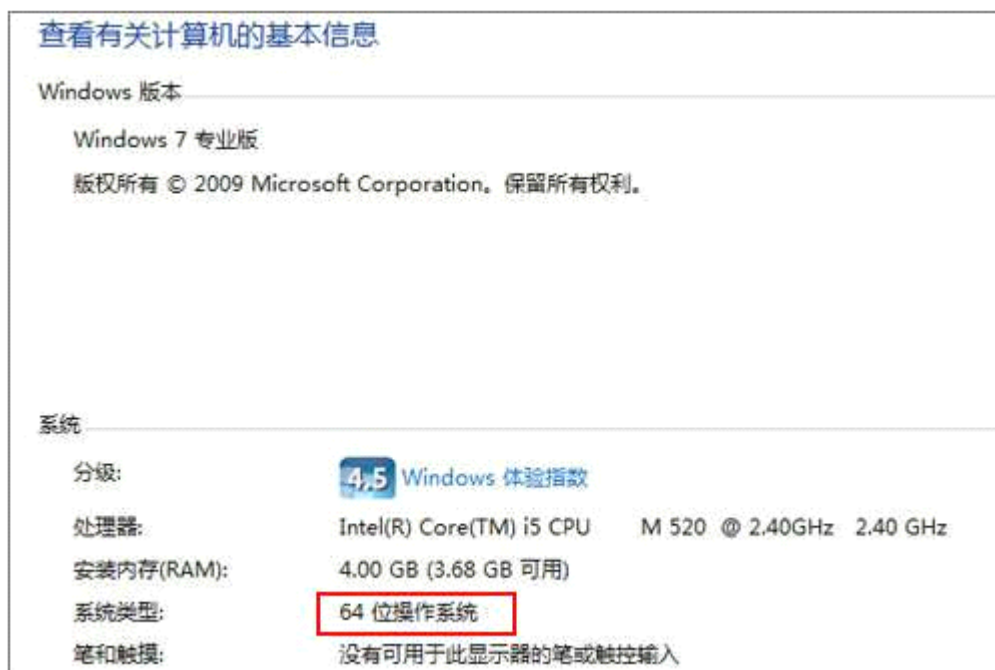 查看有关计算机的基本信息
Windows 版本
Windows 7 专业版
版权所有 © 2009 Microsoft Corporation。保留所有权利。
系统
分级: 4.5 Windows 体验指数
处理器: Intel(R) Core(TM) i5 CPU M 520 @ 2.40GHz 2.40 GHz
安装内存(RAM): 4.00 GB (3.68 GB 可用)
系统类型: 64 位操作系统
笔和触摸: 没有可用于此显示器的笔或触控输入